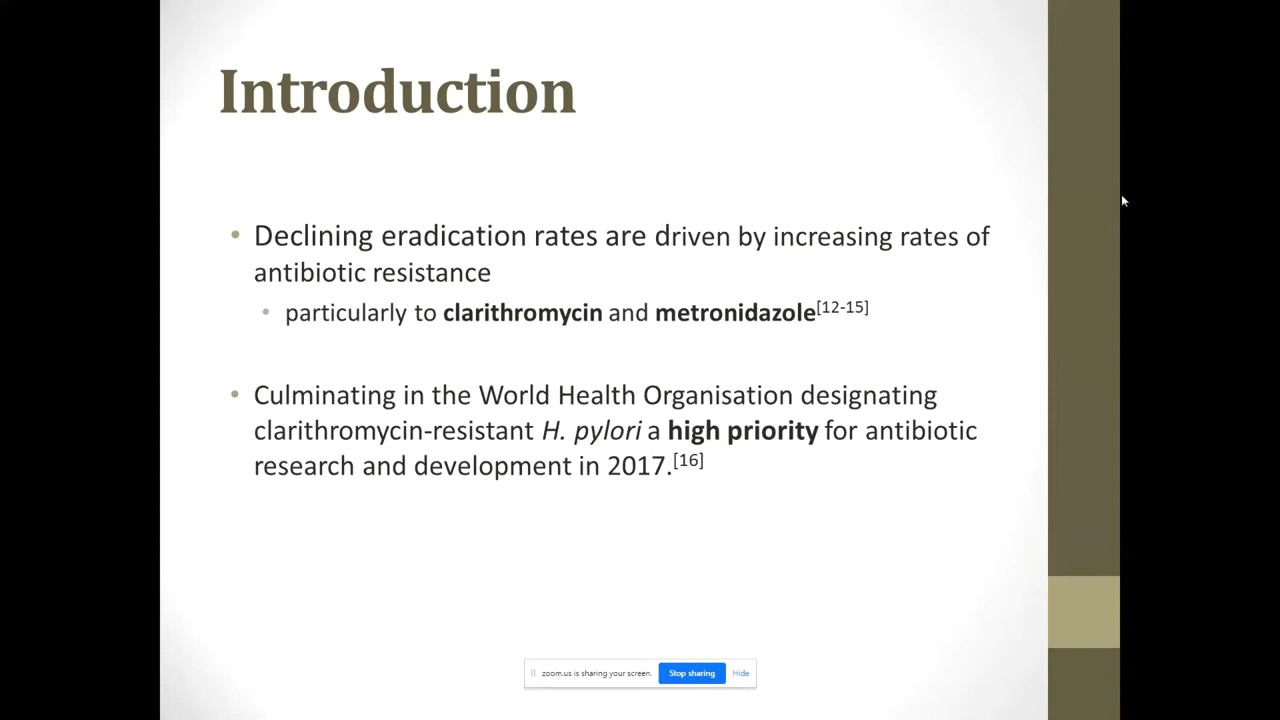 Introduction
• Declining eradication rates are driven by increasing rates of
antibiotic resistance
• particularly to clarithromycin and metronidazole[12-15]
• Culminating in the World Health Organisation designating
clarithromycin-resistant H. pylori a high priority for antibiotic
research and development in 2017.[16]
zoom.us is sharing your screen. Stop sharing Hide